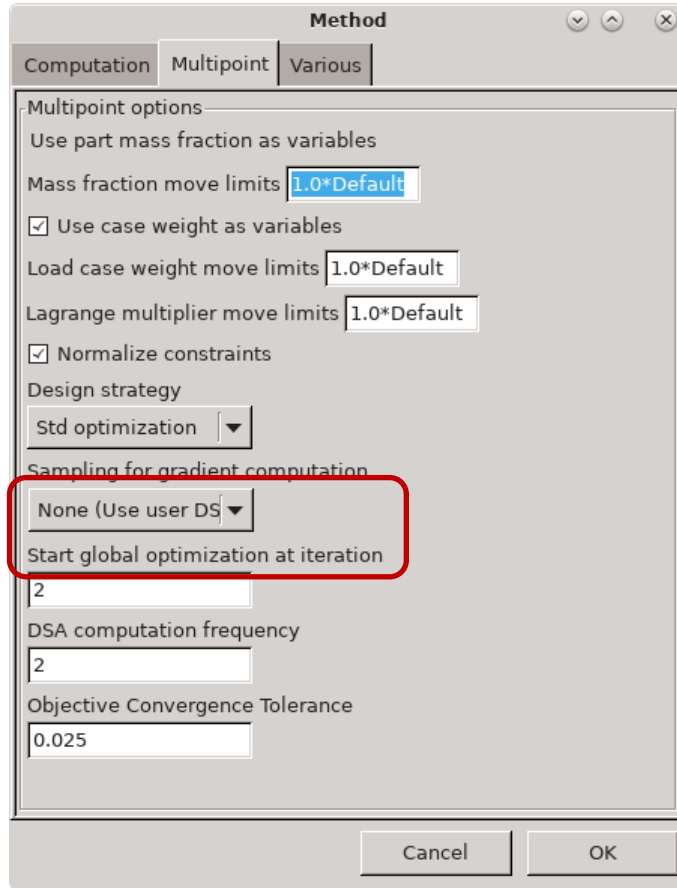 Method
Computation Multipoint Various
Multipoint options
Use part mass fraction as variables
Mass fraction move limits 1.0*Default
Use case weight as variables
Load case weight move limits 1.0*Default
Lagrange multiplier move limits 1.0*Default
Normalize constraints
Design strategy
Std optimization
Sampling for gradient computation
None (Use user DS
Start global optimization at iteration
2
DSA computation frequency
2
Objective Convergence Tolerance
0.025
Cancel OK